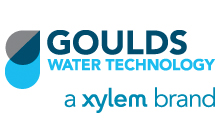 GOULDS
WATER TECHNOLOGY
a xylem brand